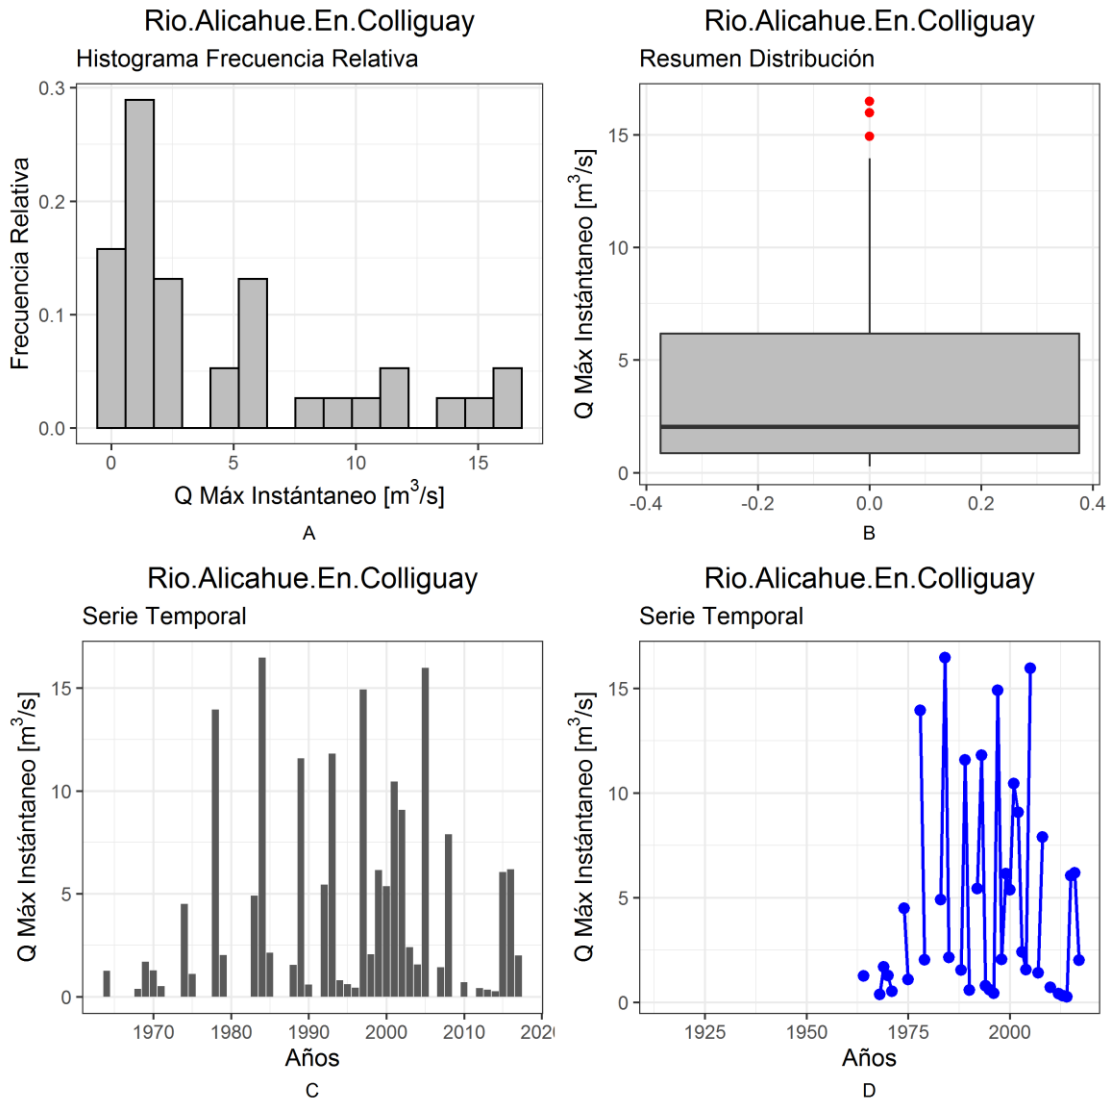 Rio.Alicahue.En.Colliguay
Histograma Frecuencia Relativa
Frecuencia Relativa
0.3
0.2
0.1
0.0
0 5 10 15
Q Máx Instántaneo [m³/s]
A
Rio.Alicahue.En.Colliguay
Resumen Distribución
Q Máx Instántaneo [m³/s]
15
10
5
0
-0.4 -0.2 0.0 0.2 0.4
B
Rio.Alicahue.En.Colliguay
Serie Temporal
Q Máx Instántaneo [m³/s]
15
10
5
0
1970 1980 1990 2000 2010 2020
Años
C
Rio.Alicahue.En.Colliguay
Serie Temporal
Q Máx Instántaneo [m³/s]
15
10
5
0
1925 1950 1975 2000
Años
D